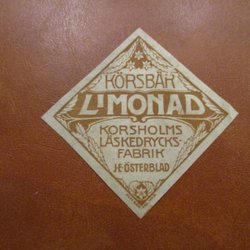 KÖRSBÄR
LIMONAD
KORSHOLMS
LÄSKEDRYCKS-
FABRIK
J·E·ÖSTERBLAD